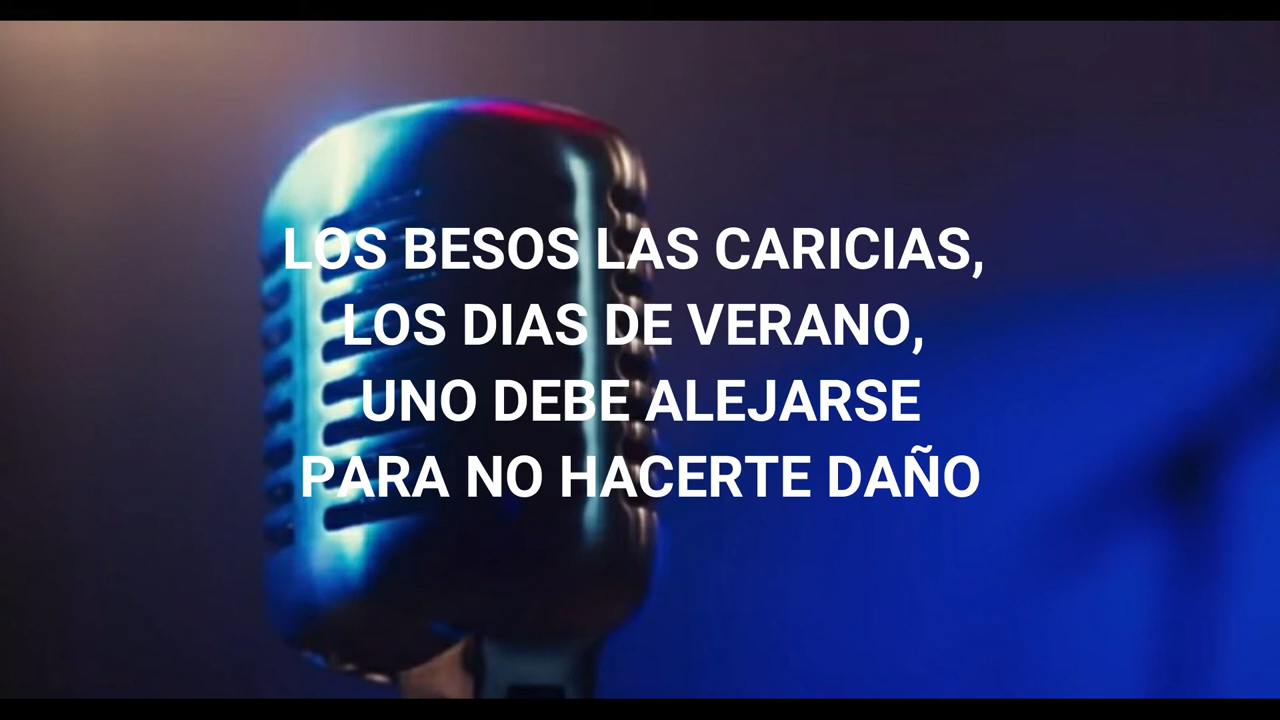 LOS BESOS LAS CARICIAS,
LOS DIAS DE VERANO,
UNO DEBE ALEJARSE
PARA NO HACERTE DAÑO